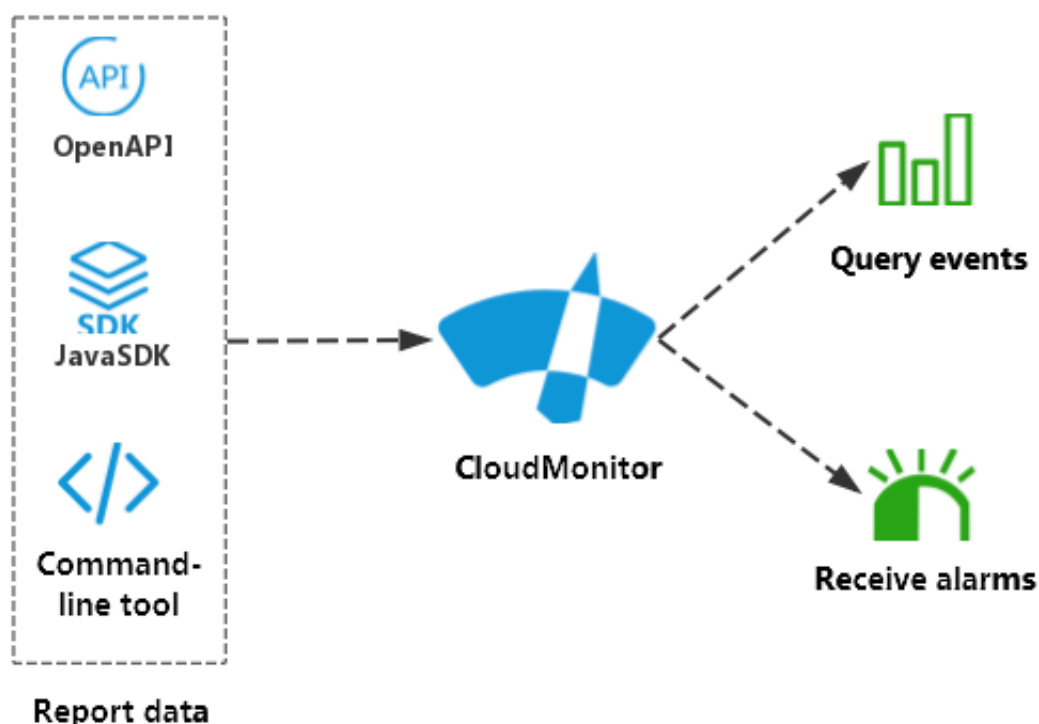 API
OpenAPI
SDK
JavaSDK
Command-
line tool
Report data
CloudMonitor
Query events
Receive alarms